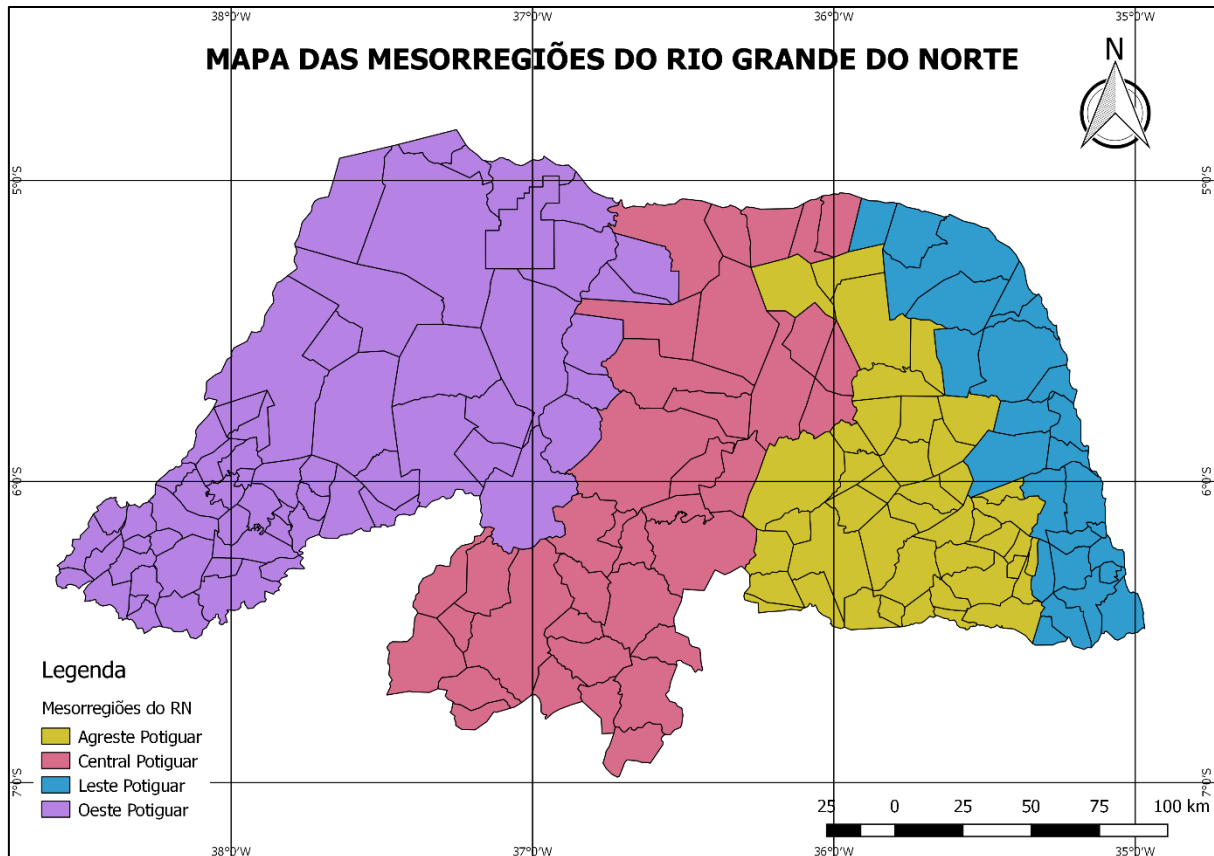 38°0'W 37°0'W 36°0'W 35°0'W
MAPA DAS MESORREGIÕES DO RIO GRANDE DO NORTE
N
5°0'S 5°0'S
6°0'S 6°0'S
Legenda
Mesorregiões do RN
Agreste Potiguar
Central Potiguar
Leste Potiguar
Oeste Potiguar
7°0'S 7°0'S
25 0 25 50 75 100 km
38°0'W 37°0'W 36°0'W 35°0'W